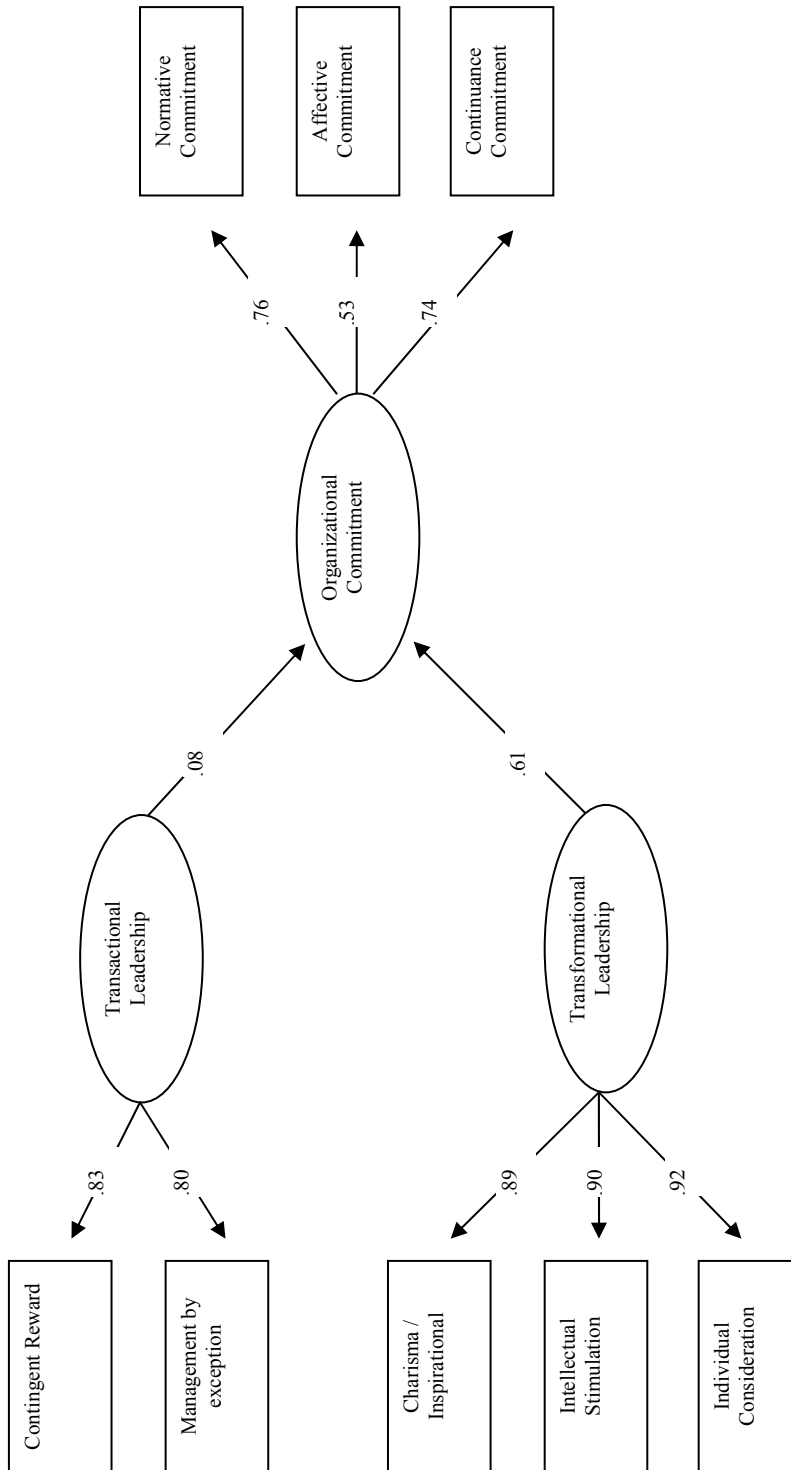 Contingent Reward
Management by
exception
Charisma /
Inspirational
Intellectual
Stimulation
Individual
Consideration
.83
.80
.89
.90
.92
Transactional
Leadership
Transformational
Leadership
.08
.61
Organizational
Commitment
.76
.53
.74
Normative
Commitment
Affective
Commitment
Continuance
Commitment